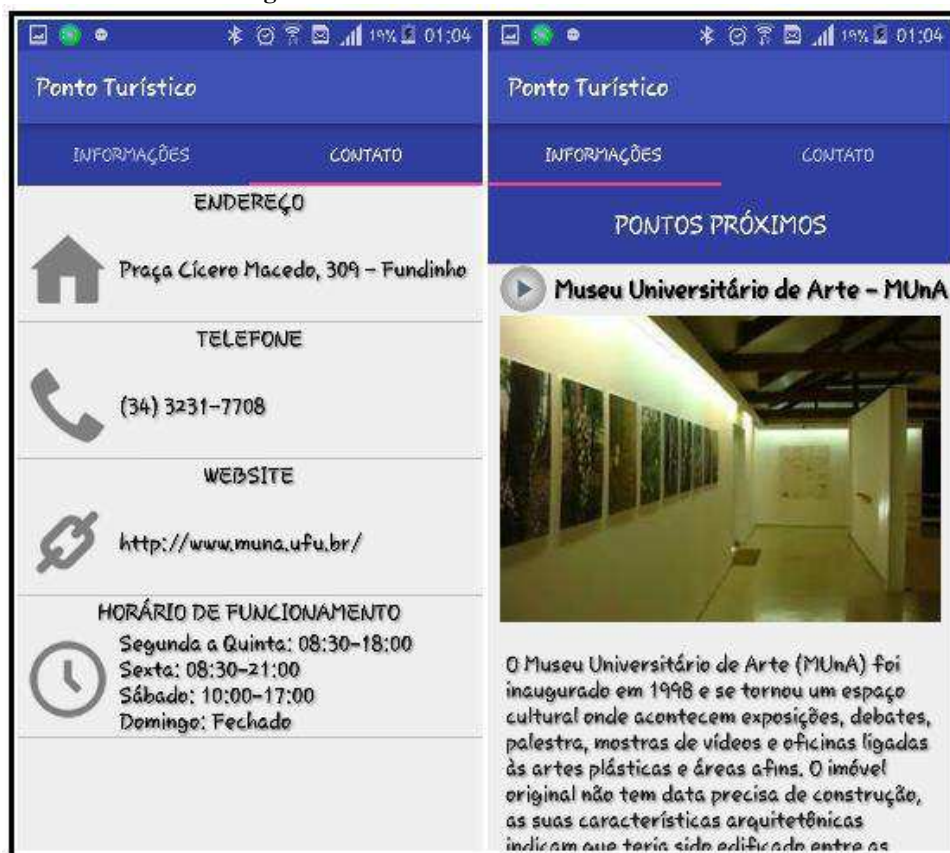 19% 01:04
Ponto Turístico
INFORMAÇÕES CONTATO
ENDEREÇO
Praça Cícero Macedo, 309 - Fundinho
TELEFONE
(34) 3231-7708
WEBSITE
http://www.muna.ufu.br/
HORÁRIO DE FUNCIONAMENTO
Segunda a Quinta: 08:30-18:00
Sexta: 08:30-21:00
Sábado: 10:00-17:00
Domingo: Fechado
19% 01:04
Ponto Turístico
INFORMAÇÕES CONTATO
PONTOS PRÓXIMOS
Museu Universitário de Arte - MUnA
O Museu Universitário de Arte (MUnA) foi
inaugurado em 1998 e se tornou um espaço
cultural onde acontecem exposições, debates,
palestra, mostras de vídeos e oficinas ligadas
às artes plásticas e áreas afins. O imóvel
original não tem data precisa de construção,
as suas características arquitetônicas
indicam que teria sido edificado entre as